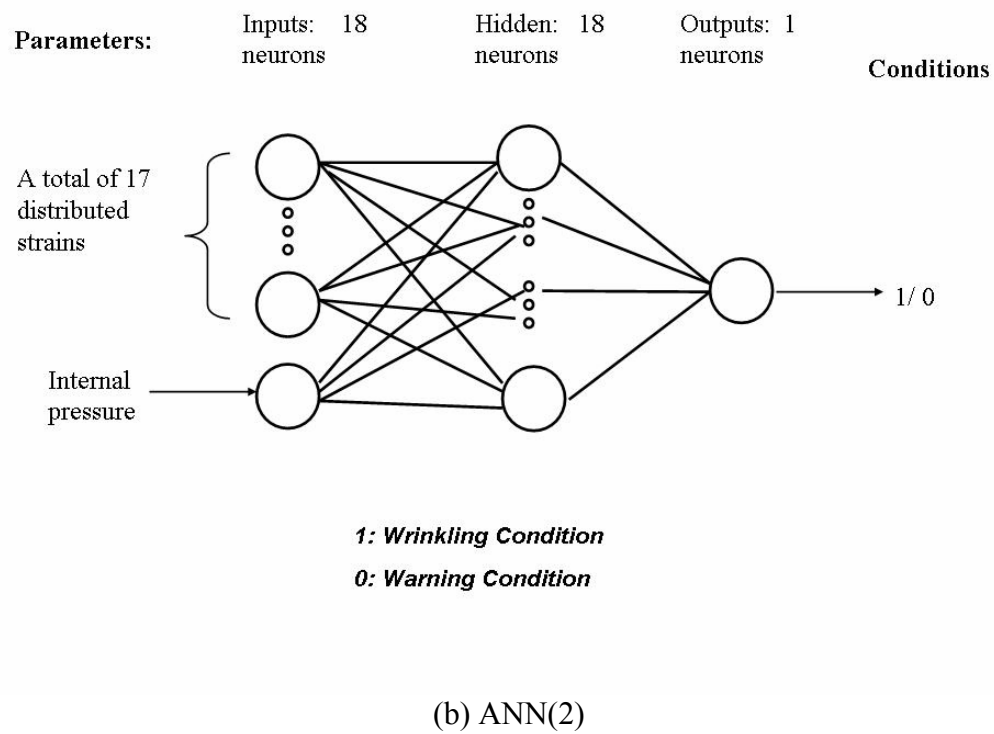 Parameters:
Inputs: 18
neurons
Hidden: 18
neurons
Outputs: 1
neurons
Conditions
A total of 17
distributed
strains
Internal
pressure
1/ 0
1: Wrinkling Condition
0: Warning Condition
(b) ANN(2)